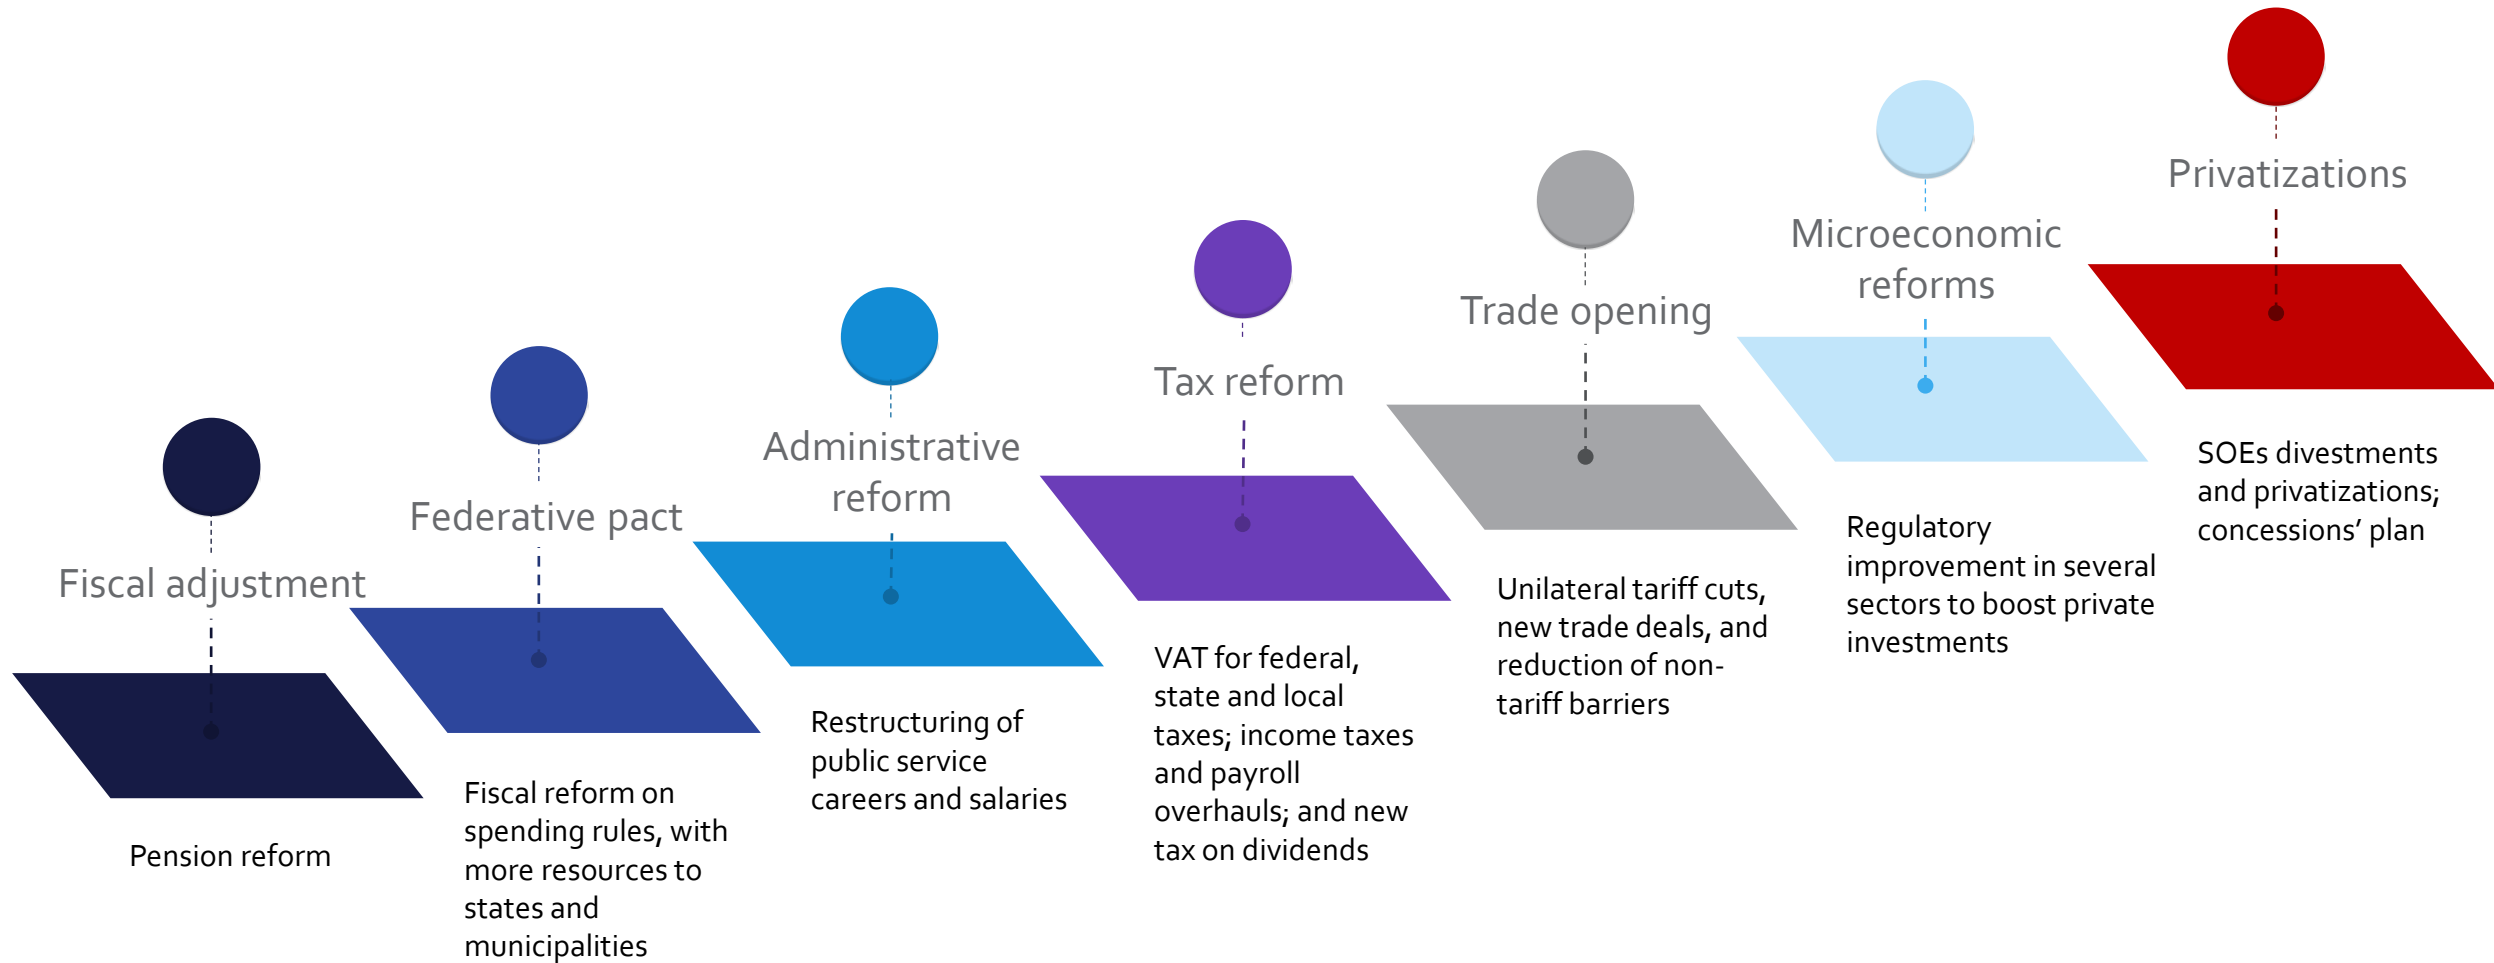 Fiscal adjustment
Pension reform
Federative pact
Fiscal reform on
spending rules, with
more resources to
states and
municipalities
Administrative
reform
Restructuring of
public service
careers and salaries
Tax reform
VAT for federal,
state and local
taxes; income taxes
and payroll
overhauls; and new
tax on dividends
Trade opening
Unilateral tariff cuts,
new trade deals, and
reduction of non-
tariff barriers
Microeconomic
reforms
Regulatory
improvement in several
sectors to boost private
investments
Privatizations
SOEs divestments
and privatizations;
concessions’ plan